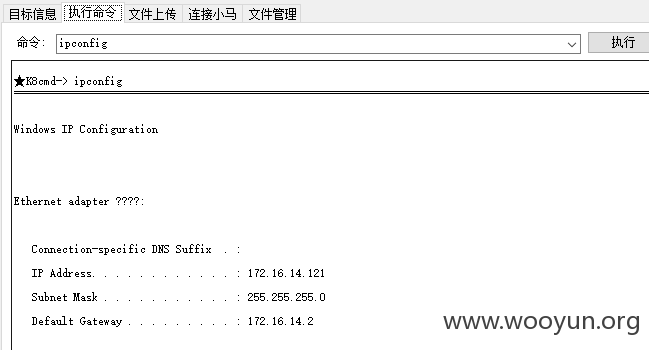 目标信息 执行命令 文件上传 连接小马 文件管理
命令: ipconfig 执行
★K8cmd-> ipconfig
Windows IP Configuration
Ethernet adapter ????:
Connection-specific DNS Suffix . :
IP Address. . . . . . . . . . . . : 172.16.14.121
Subnet Mask . . . . . . . . . . . : 255.255.255.0
Default Gateway . . . . . . . . . : 172.16.14.2
www.wooyun.org